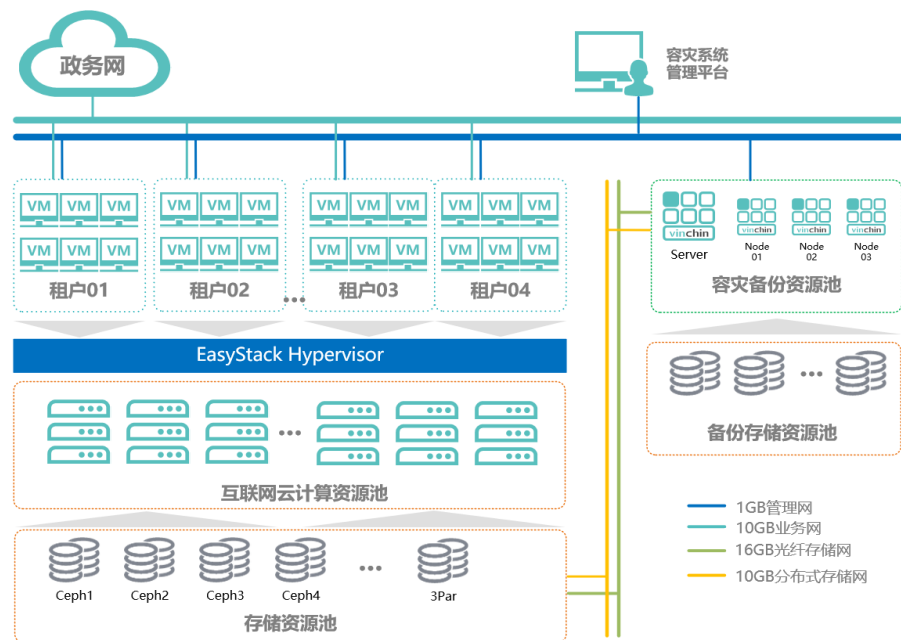 政务网
容灾系统
管理平台
VM VM VM
VM VM VM
租户01
VM VM VM
VM VM VM
租户02
...
VM VM VM
VM VM VM
租户03
VM VM VM
VM VM VM
租户04
vinchin
Server
vinchin
Node
01
vinchin
Node
02
vinchin
Node
03
容灾备份资源池
EasyStack Hypervisor
...
备份存储资源池
...
互联网云计算资源池
Ceph1
Ceph2
Ceph3
Ceph4
...
3Par
存储资源池
1GB管理网
10GB业务网
16GB光纤存储网
10GB分布式存储网